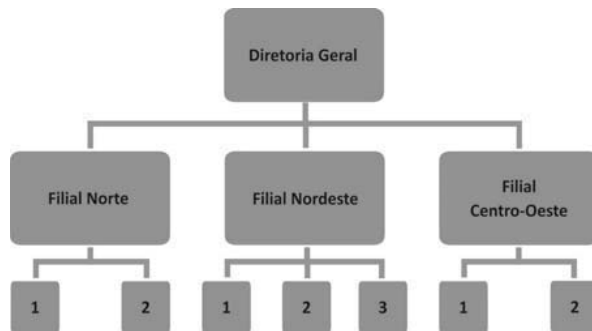 Diretoria Geral
Filial Norte
Filial Nordeste
Filial
Centro-Oeste
1
2
1
2
3
1
2